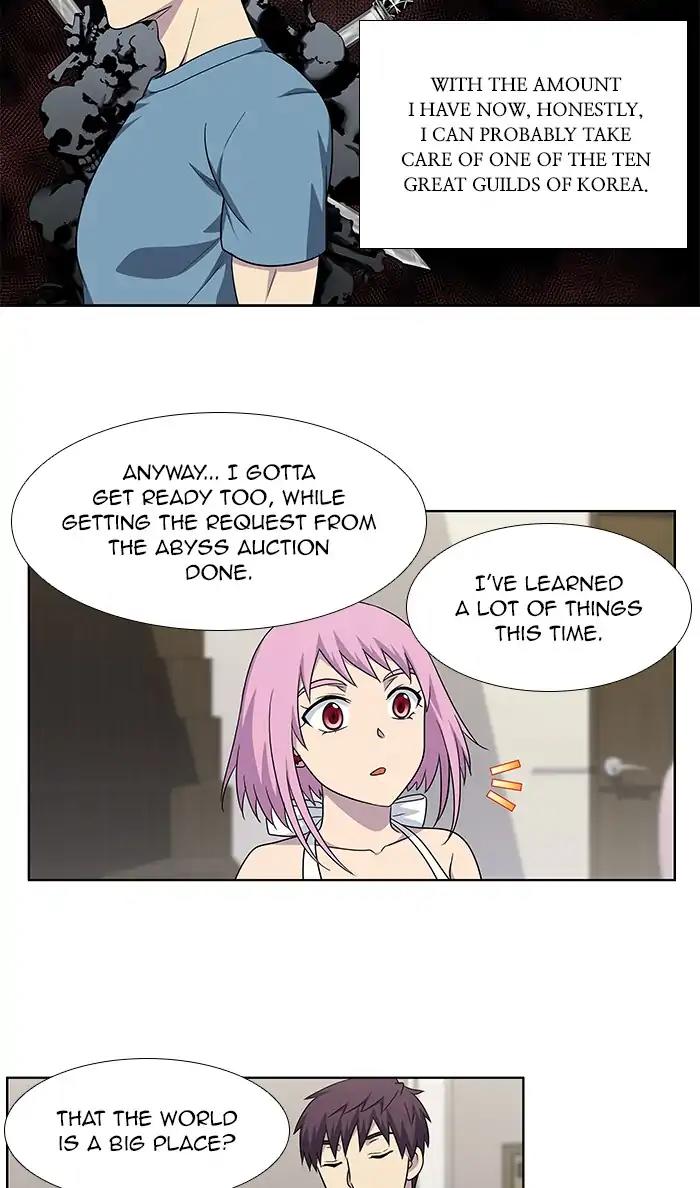 WITH THE AMOUNT
I HAVE NOW, HONESTLY,
I CAN PROBABLY TAKE
CARE OF ONE OF THE TEN
GREAT GUILDS OF KOREA.
ANYWAY... I GOTTA
GET READY TOO, WHILE
GETTING THE REQUEST FROM
THE ABYSS AUCTION
DONE.
I'VE LEARNED
A LOT OF THINGS
THIS TIME.
THAT THE WORLD
IS A BIG PLACE?